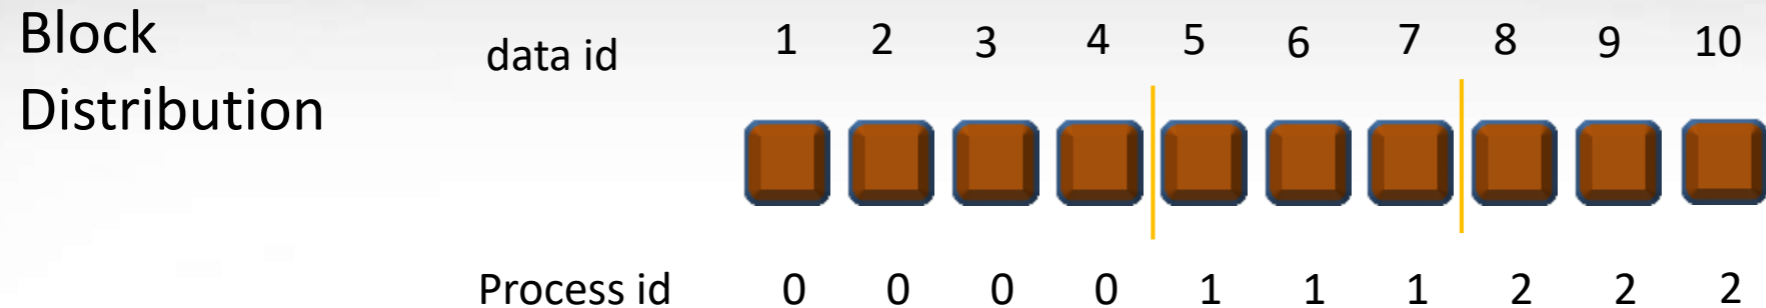 Block
Distribution
data id 1 2 3 4 5 6 7 8 9 10
Process id 0 0 0 0 1 1 1 2 2 2